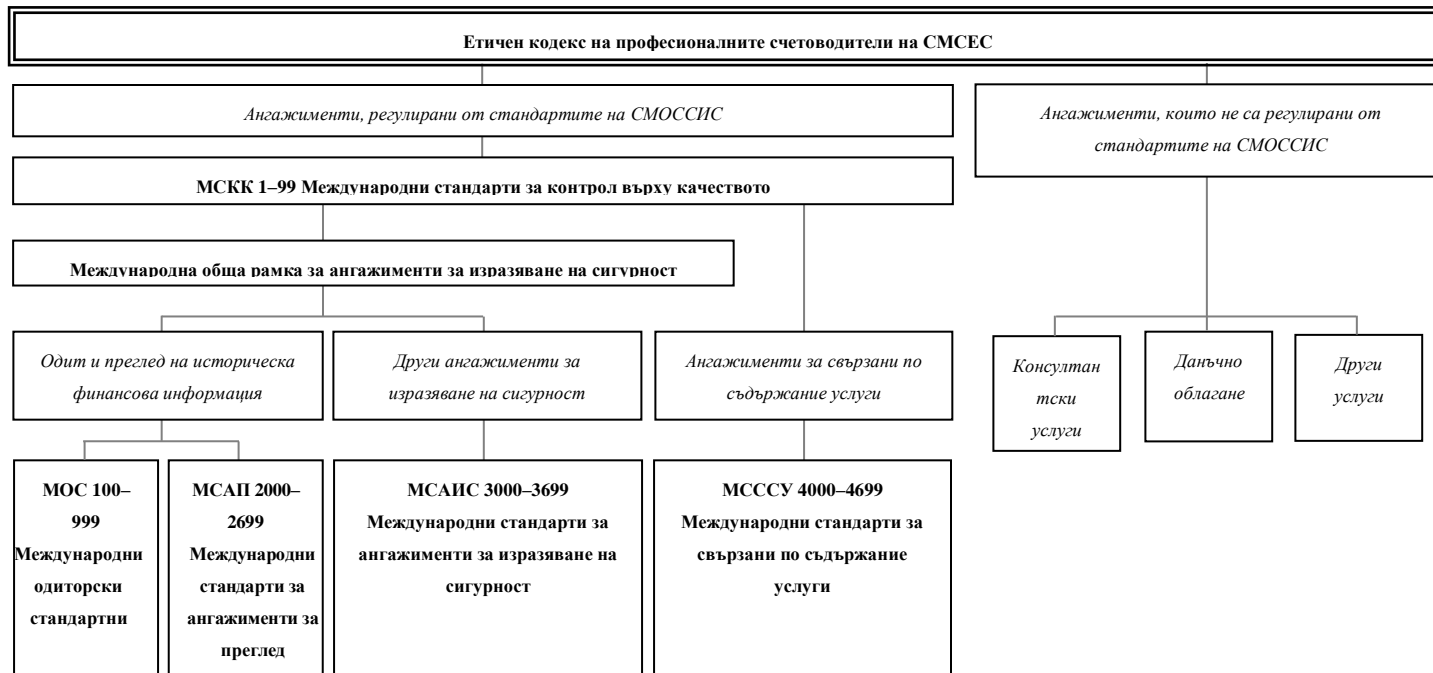 Етичен кодекс на професионалните счетоводители на СМСЕС
Ангажименти, регулирани от стандартите на СМОССИС
Ангажименти, които не са регулирани от
стандартите на СМОССИС
МСКК 1–99 Международни стандарти за контрол върху качеството
Международна обща рамка за ангажименти за изразяване на сигурност
Одит и преглед на историческа
финансова информация
Други ангажименти за
изразяване на сигурност
Ангажименти за свързани по
съдържание услуги
Консултан
тски
услуги
Данъчно
облагане
Други
услуги
МОС 100–
999
Международни
одиторски
стандартни
МСАП 2000–
2699
Международни
стандарти за
ангажименти за
преглед
МСАИС 3000–3699
Международни стандарти за
ангажименти за изразяване на
сигурност
МСССУ 4000–4699
Международни стандарти за
свързани по съдържание
услуги